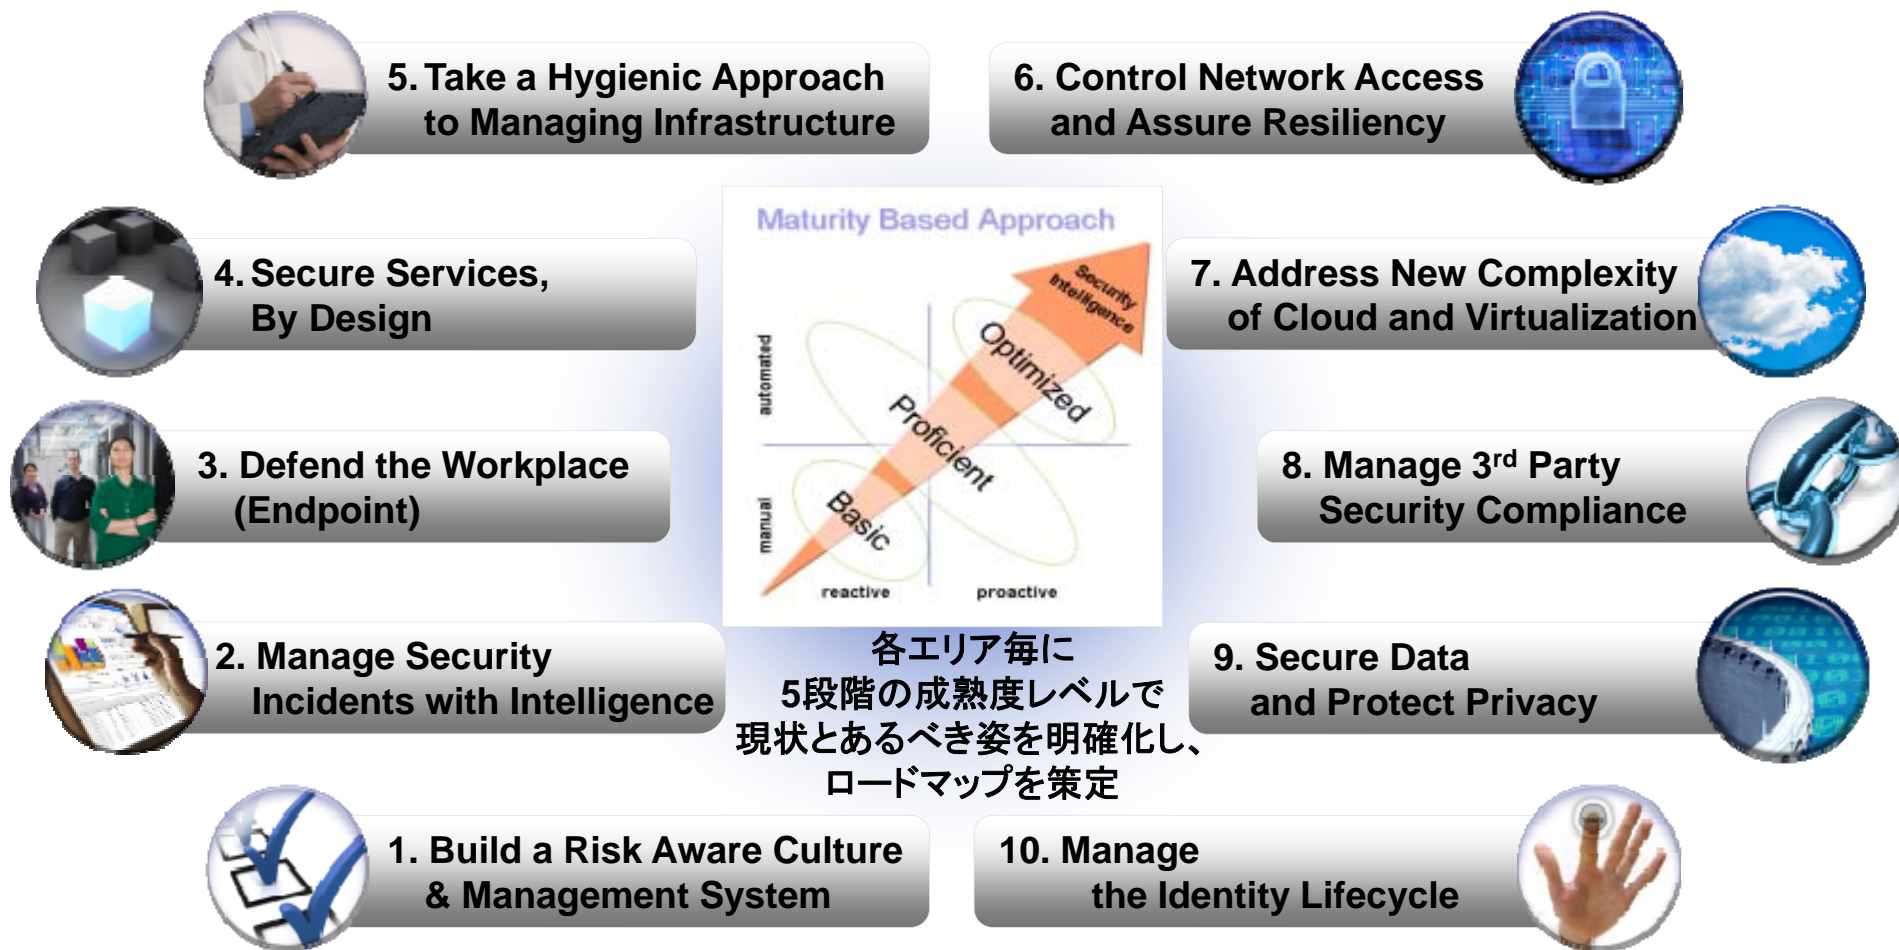 5. Take a Hygienic Approach
to Managing Infrastructure
6. Control Network Access
and Assure Resiliency
4. Secure Services,
By Design
7. Address New Complexity
of Cloud and Virtualization
3. Defend the Workplace
(Endpoint)
8. Manage 3rd Party
Security Compliance
2. Manage Security
Incidents with Intelligence
9. Secure Data
and Protect Privacy
1. Build a Risk Aware Culture
& Management System
10. Manage
the Identity Lifecycle
Maturity Based Approach
Security
Intelligence
Optimized
Proficient
Basic
automated
manual
reactive
proactive
各エリア毎に
5段階の成熟度レベルで
現状とあるべき姿を明確化し、
ロードマップを策定